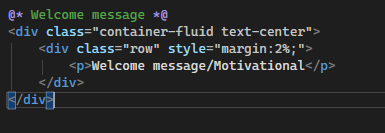 @* Welcome message *@
<div class="container-fluid text-center">
    <div class="row" style="margin:2%;">
        <p>Welcome message/Motivational</p>
    </div>
</div>